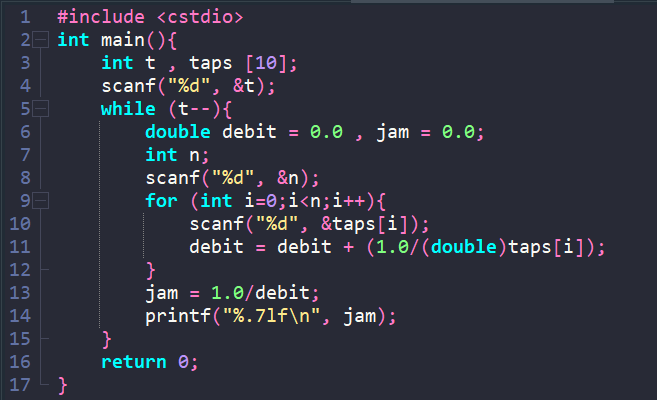 1 #include <cstdio>
2 int main(){
3     int t , taps [10];
4     scanf("%d", &t);
5     while (t--){
6         double debit = 0.0 , jam = 0.0;
7         int n;
8         scanf("%d", &n);
9         for (int i=0;i<n;i++){
10             scanf("%d", &taps[i]);
11             debit = debit + (1.0/(double)taps[i]);
12         }
13         jam = 1.0/debit;
14         printf("%.7lf\n", jam);
15     }
16     return 0;
17 }